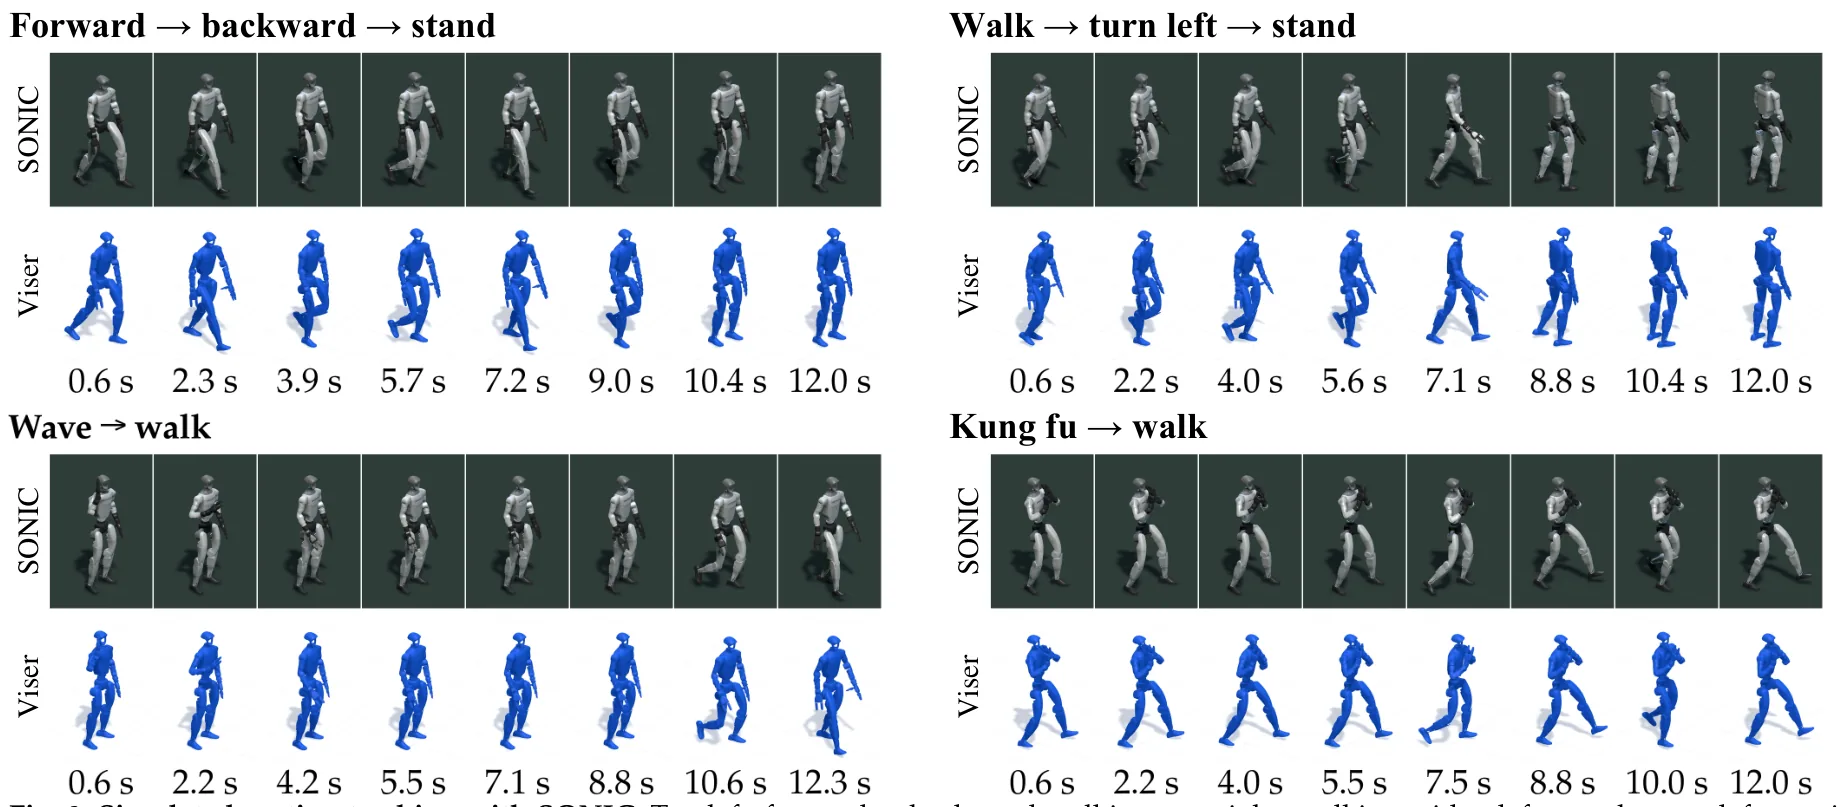 Forward → backward → stand
SONIC
Viser
0.6 s 2.3 s 3.9 s 5.7 s 7.2 s 9.0 s 10.4 s 12.0 s
Walk → turn left → stand
SONIC
Viser
0.6 s 2.2 s 4.0 s 5.6 s 7.1 s 8.8 s 10.4 s 12.0 s
Wave → walk
SONIC
Viser
0.6 s 2.2 s 4.2 s 5.5 s 7.1 s 8.8 s 10.6 s 12.3 s
Kung fu → walk
SONIC
Viser
0.6 s 2.2 s 4.0 s 5.5 s 7.5 s 8.8 s 10.0 s 12.0 s